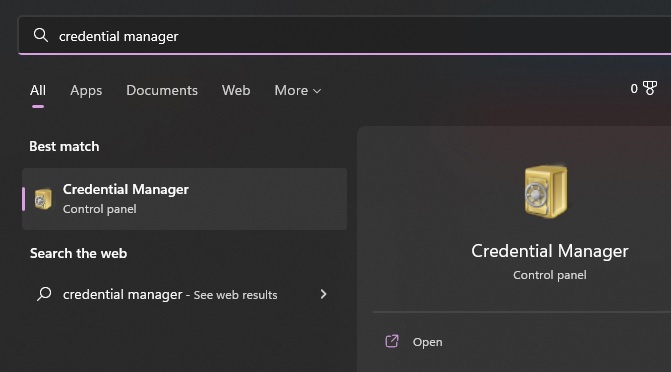 credential manager
All Apps Documents Web More 0
Best match
Credential Manager
Control panel
Search the web
credential manager - See web results
Credential Manager
Control panel
Open